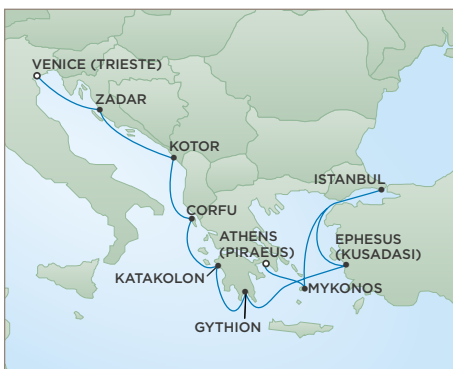 VENICE (TRIESTE)
ZADAR
KOTOR
ISTANBUL
CORFU
ATHENS
(PIRAEUS)
EPHESUS
(KUSADASI)
KATAKOLON
MYKONOS
GYTHION